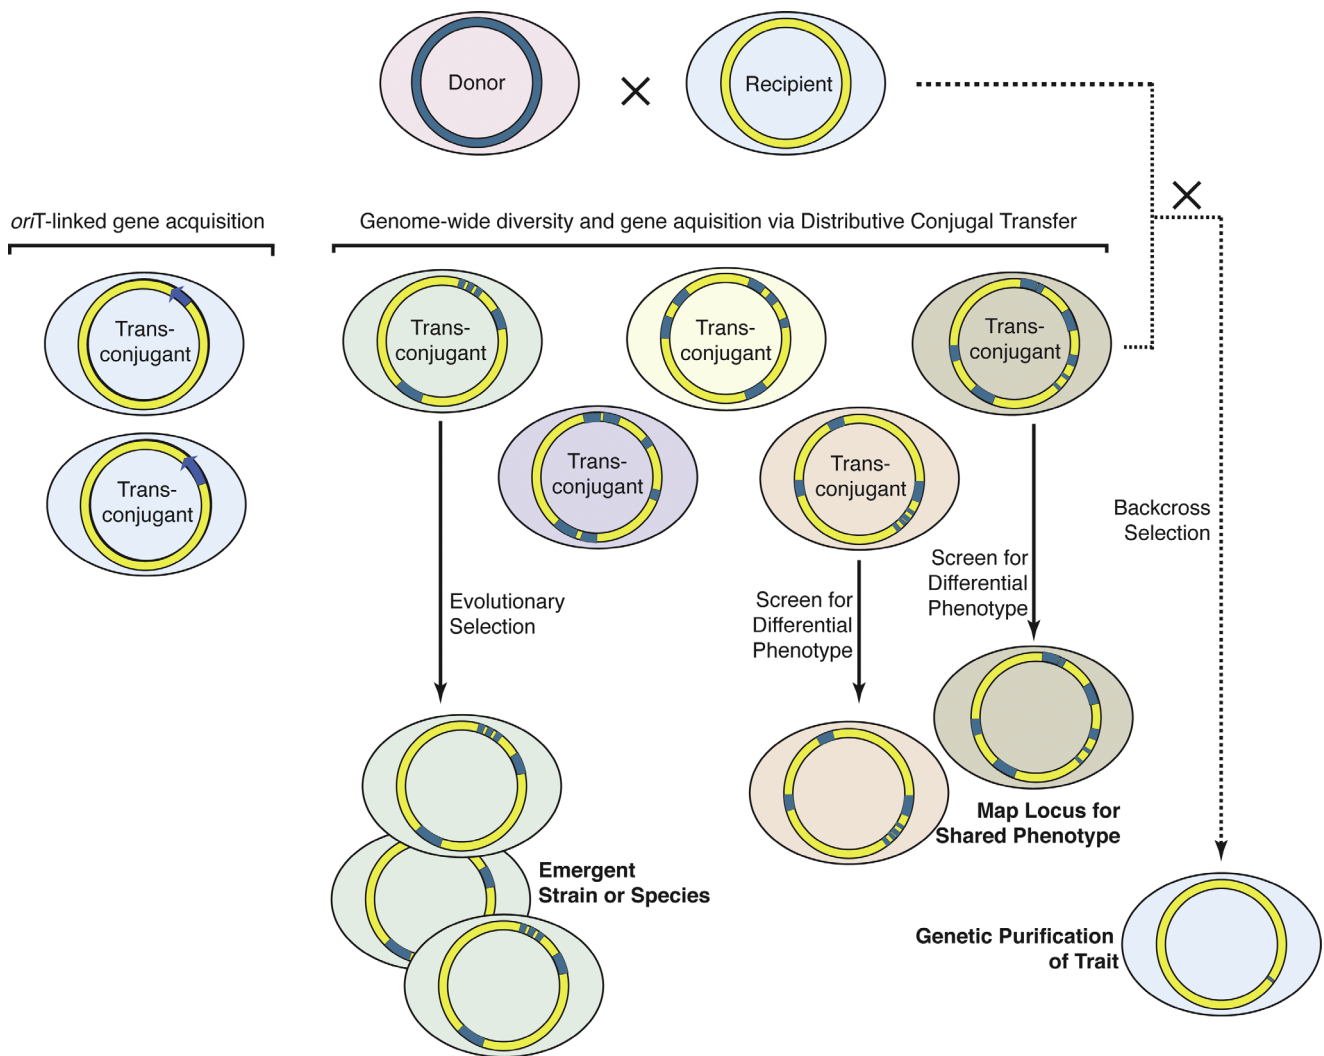 Donor
Recipient
oriT-linked gene acquisition
Genome-wide diversity and gene aquisition via Distributive Conjugal Transfer
Trans-
conjugant
Trans-
conjugant
Trans-
conjugant
Trans-
conjugant
Trans-
conjugant
Trans-
conjugant
Trans-
conjugant
Backcross
Selection
Screen for
Differential
Phenotype
Evolutionary
Selection
Screen for
Differential
Phenotype
Map Locus for
Shared Phenotype
Emergent
Strain or Species
Genetic Purification
of Trait